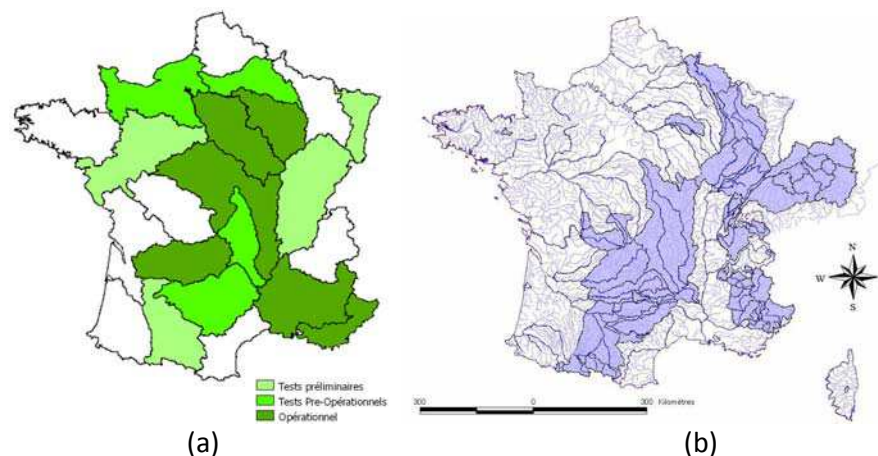 Tests préliminaires
Tests Pre-Opérationnels
Opérationnel
(a)
N
W
E
S
300
0
300 Kilomètres
(b)